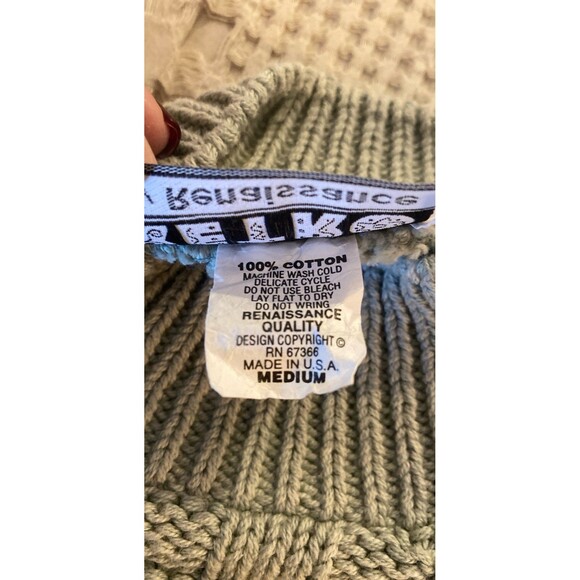 Renaissance
100% COTTON
MACHINE WASH COLD
DELICATE CYCLE
DO NOT USE BLEACH
LAY FLAT TO DRY
DO NOT WRING
RENAISSANCE
QUALITY
DESIGN COPYRIGHT©
RN 67366
MADE IN U.S.A.
MEDIUM